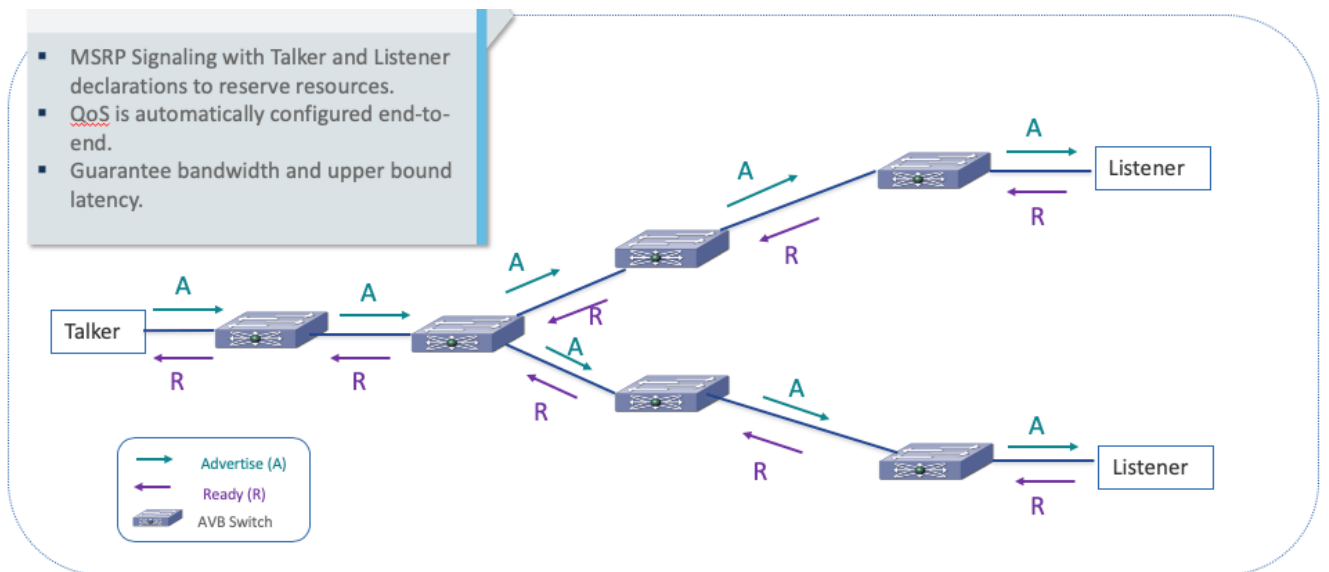 ▪ MSRP Signaling with Talker and Listener
declarations to reserve resources.
▪ QoS is automatically configured end-to-
end.
▪ Guarantee bandwidth and upper bound
latency.
A
Listener
R
A
R
A
R
A
A
Talker
R
R
A
R
A
R
A
Listener
R
Advertise (A)
Ready (R)
AVB Switch